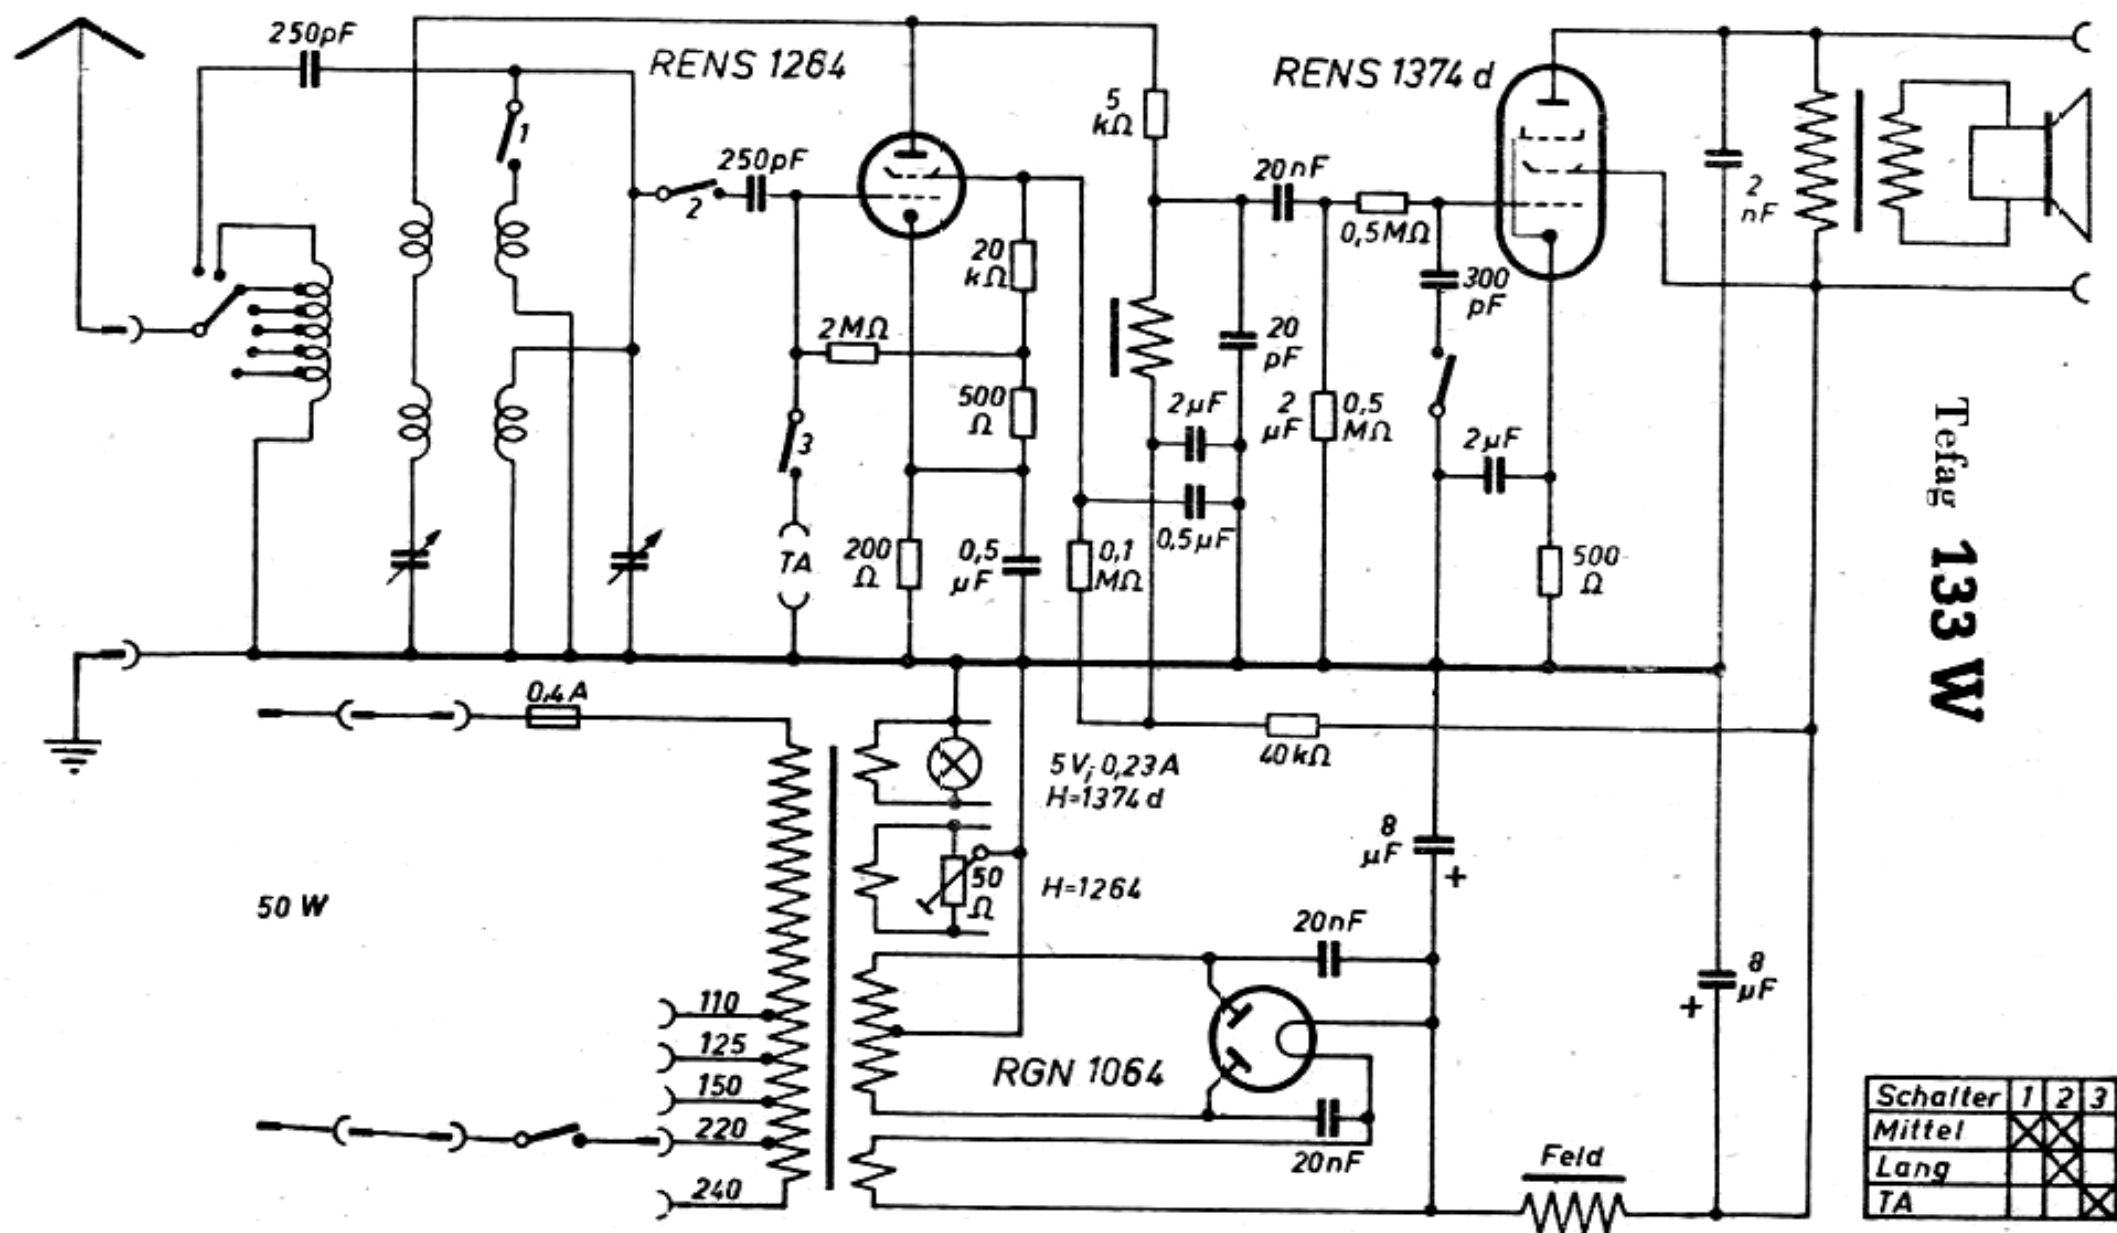 250pF
RENS 1264
RENS 1374 d
5
kΩ
1
250pF
2
20nF
0,5MΩ
2
nF
20
kΩ
300
pF
2MΩ
20
pF
500
Ω
2µF
2
µF
0,5
MΩ
3
2µF
TA
200
Ω
0,5
µF
0,1
MΩ
0,5µF
500
Ω
Tefag 133 W
0,4A
40kΩ
5V; 0,23A
H=1374 d
8
µF
+
50 W
50
Ω
H=1264
20nF
8
µF
+
110
125
150
220
240
RGN 1064
20nF
Feld
Schalter 1 2 3
Mittel
Lang
TA